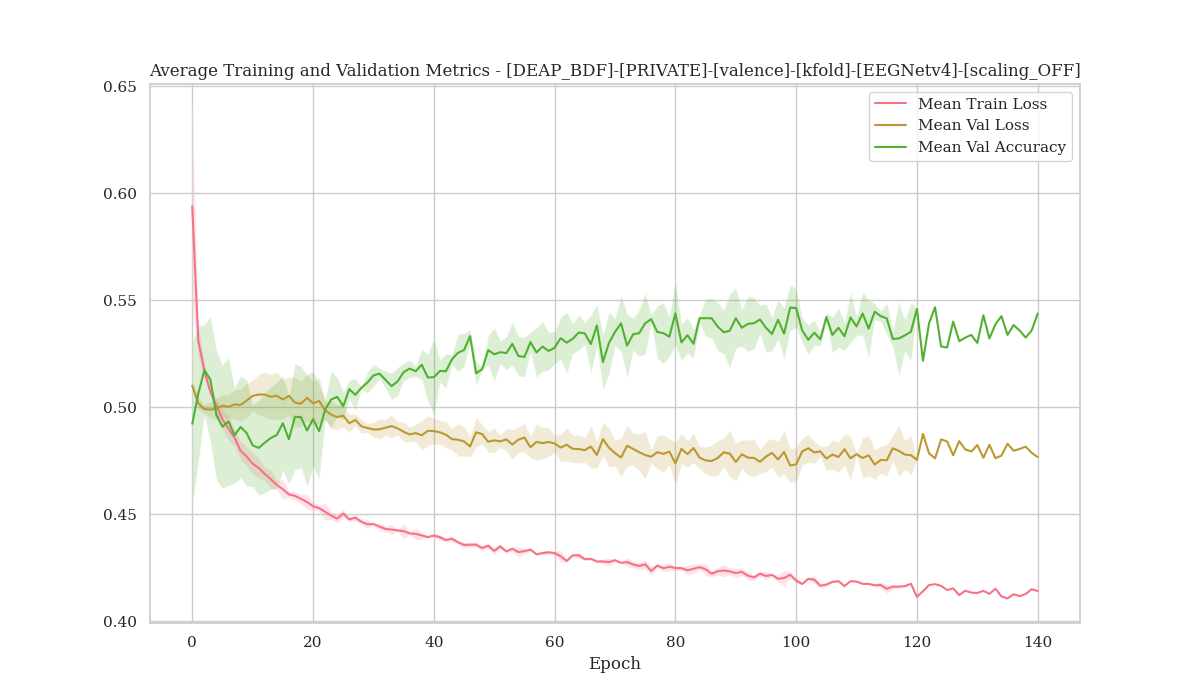 Average Training and Validation Metrics - [DEAP_BDF]-[PRIVATE]-[valence]-[kfold]-[EEGNetv4]-[scaling_OFF]
Mean Train Loss
Mean Val Loss
Mean Val Accuracy
0.65
0.60
0.55
0.50
0.45
0.40
0 20 40 60 80 100 120 140
Epoch